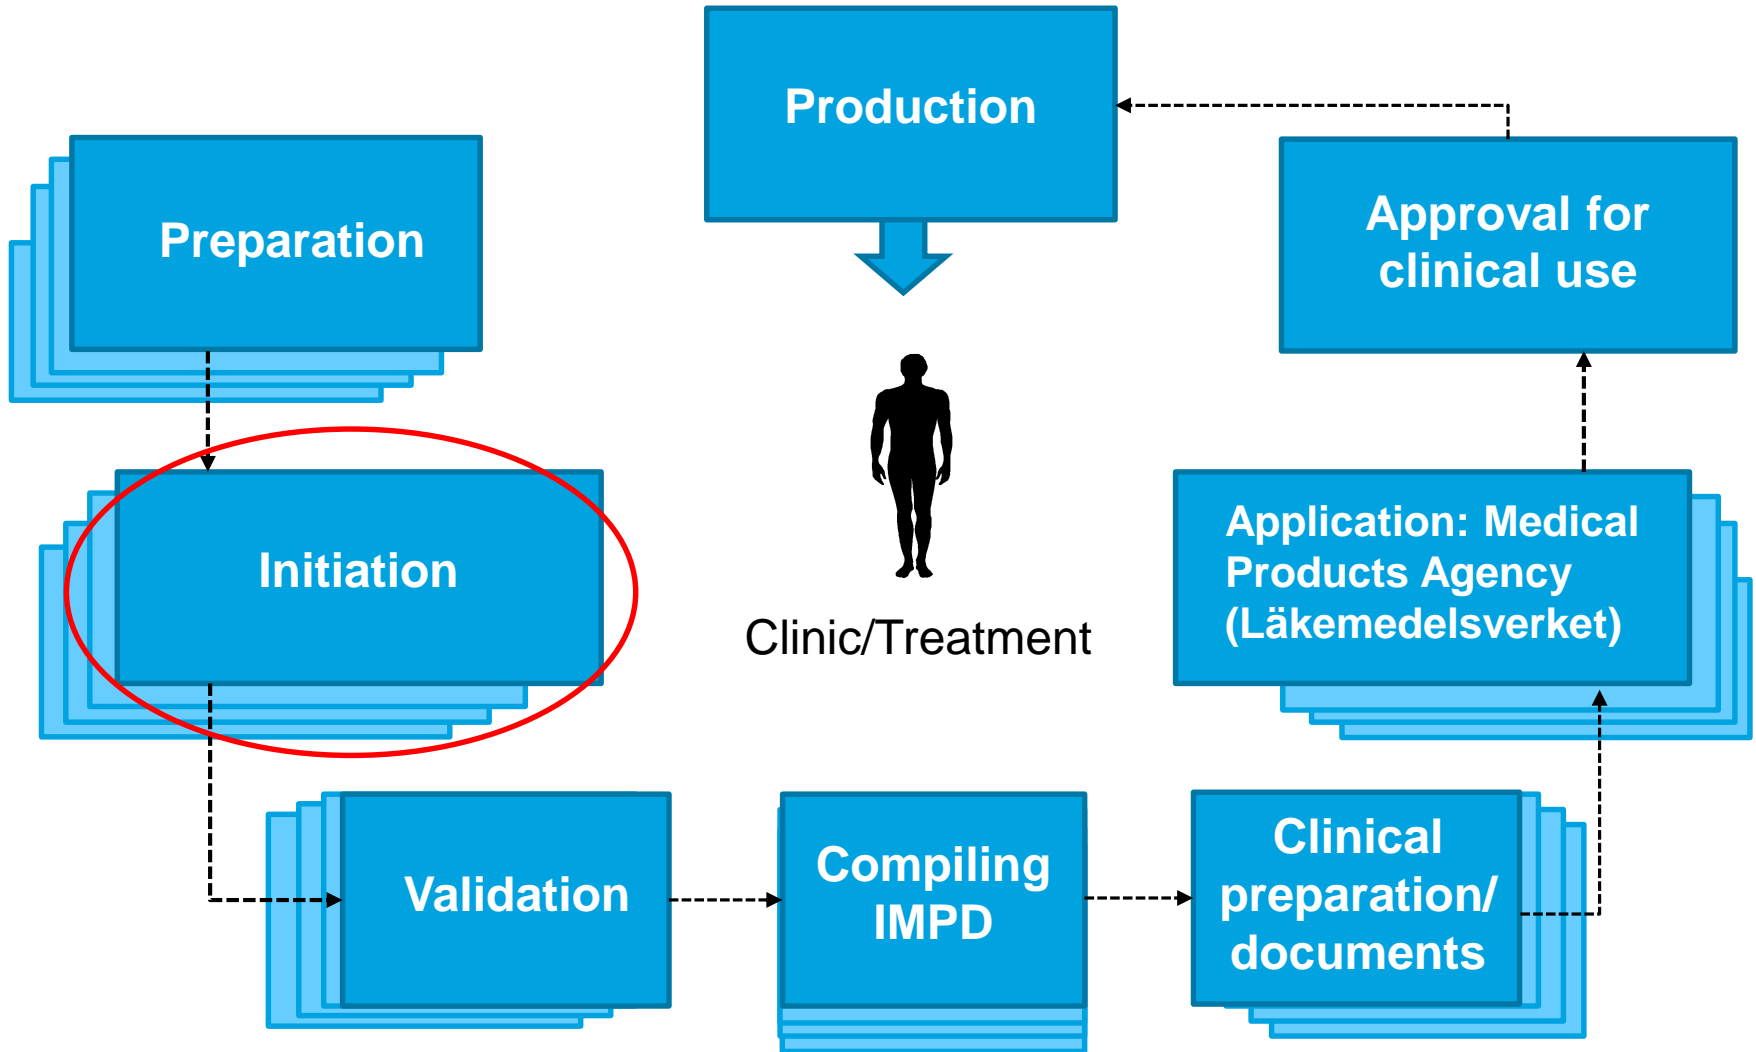 Production
Preparation
Approval for
clinical use
Initiation
Clinic/Treatment
Application: Medical
Products Agency
(Läkemedelsverket)
Validation
Compiling
IMPD
Clinical
preparation/
documents